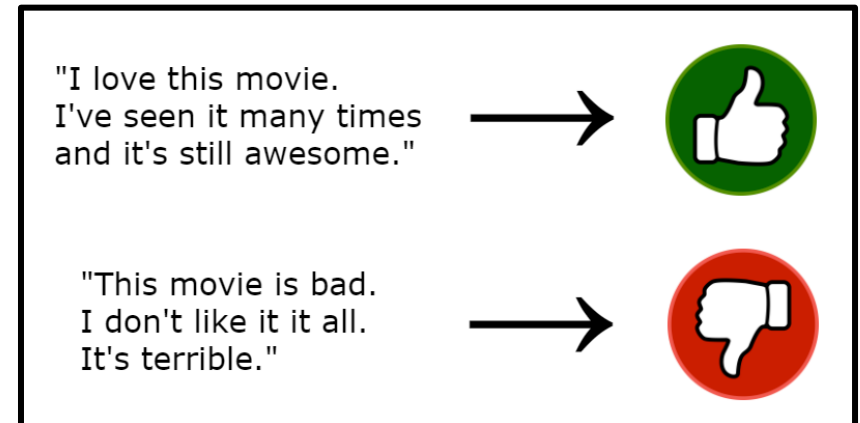 "I love this movie.
I've seen it many times
and it's still awesome."
"This movie is bad.
I don't like it it all.
It's terrible."